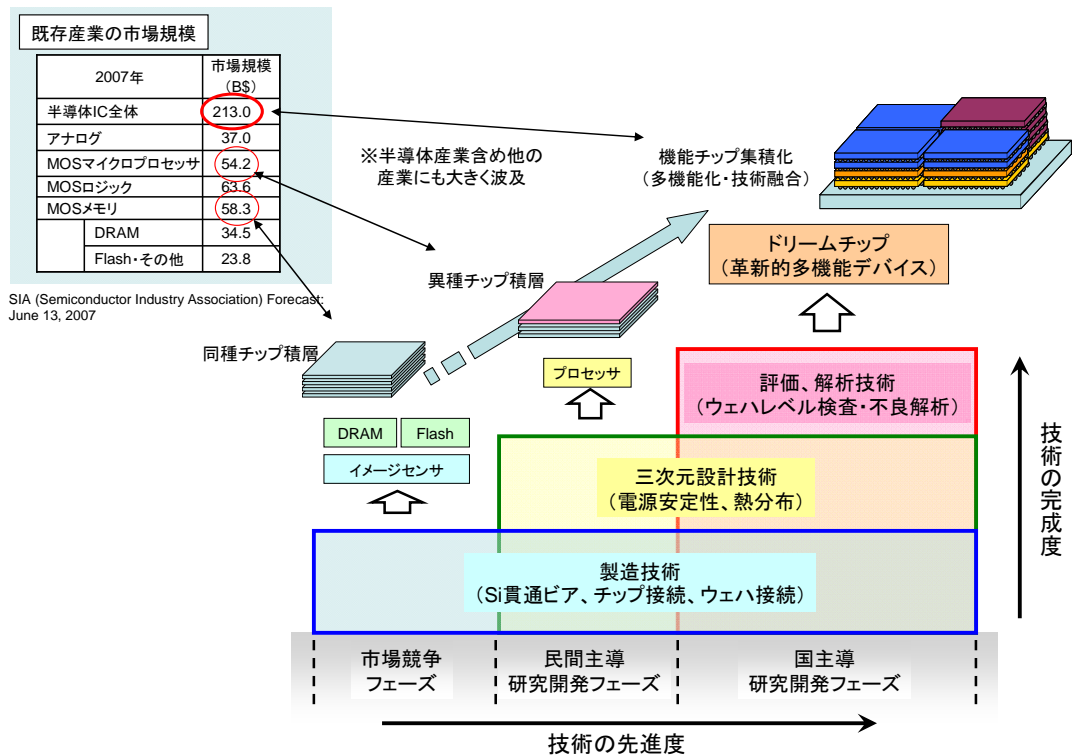 既存産業の市場規模
2007年 市場規模
(B$)
半導体IC全体 213.0
アナログ 37.0
MOSマイクロプロセッサ 54.2
MOSロジック 63.6
MOSメモリ 58.3
DRAM 34.5
Flash・その他 23.8
SIA (Semiconductor Industry Association) Forecast:
June 13, 2007
※半導体産業含め他の
産業にも大きく波及
機能チップ集積化
(多機能化・技術融合)
ドリームチップ
(革新的多機能デバイス)
異種チップ積層
同種チップ積層
プロセッサ
DRAM Flash
イメージセンサ
評価、解析技術
(ウェハレベル検査・不良解析)
三次元設計技術
(電源安定性、熱分布)
製造技術
(Si貫通ビア、チップ接続、ウェハ接続)
技術の完成度
市場競争
フェーズ
民間主導
研究開発フェーズ
国主導
研究開発フェーズ
技術の先進度